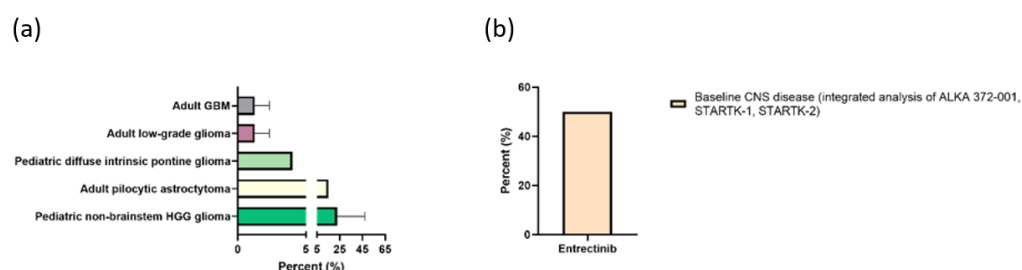 (a)
(b)
Adult GBM
Adult low-grade glioma
Pediatric diffuse intrinsic pontine glioma
Adult pilocytic astroctytoma
Pediatric non-brainstem HGG glioma
0 5 5 25 45 65
Percent (%)
Percent (%)
60
40
20
0
Entrectinib
Baseline CNS disease (integrated analysis of ALKA 372-001,
STARTK-1, STARTK-2)